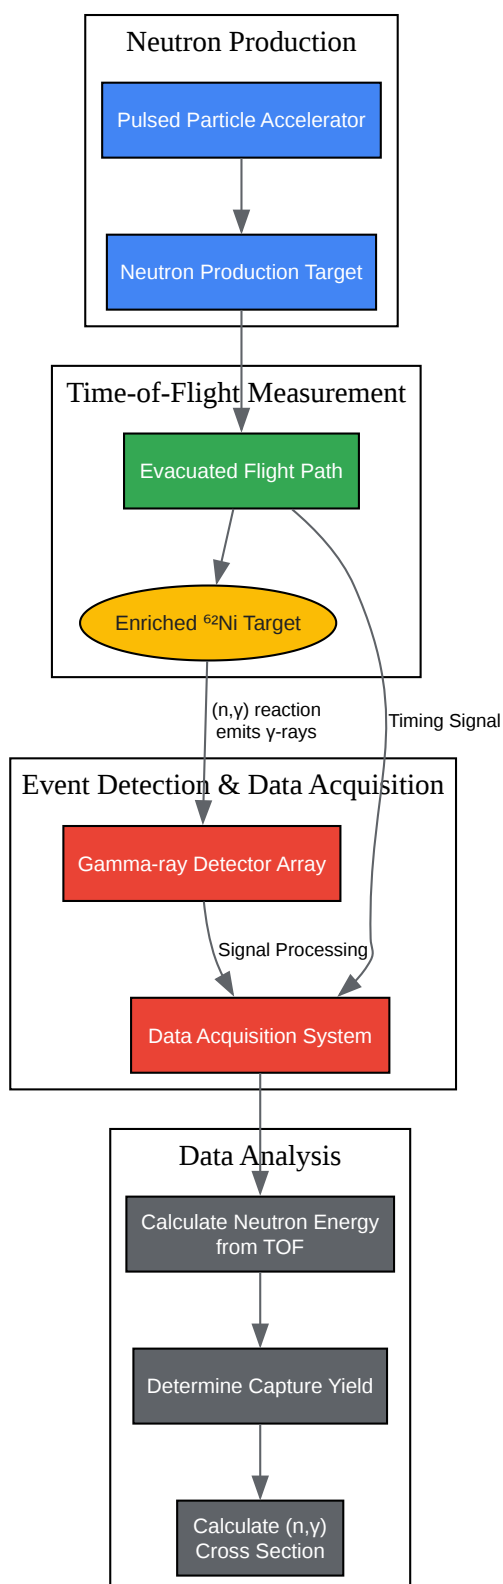 Neutron Production
Pulsed Particle Accelerator
Neutron Production Target
Time-of-Flight Measurement
Evacuated Flight Path
Enriched ⁶²Ni Target
(n,γ) reaction
emits γ-rays
Timing Signal
Event Detection & Data Acquisition
Gamma-ray Detector Array
Signal Processing
Data Acquisition System
Data Analysis
Calculate Neutron Energy
from TOF
Determine Capture Yield
Calculate (n,γ)
Cross Section